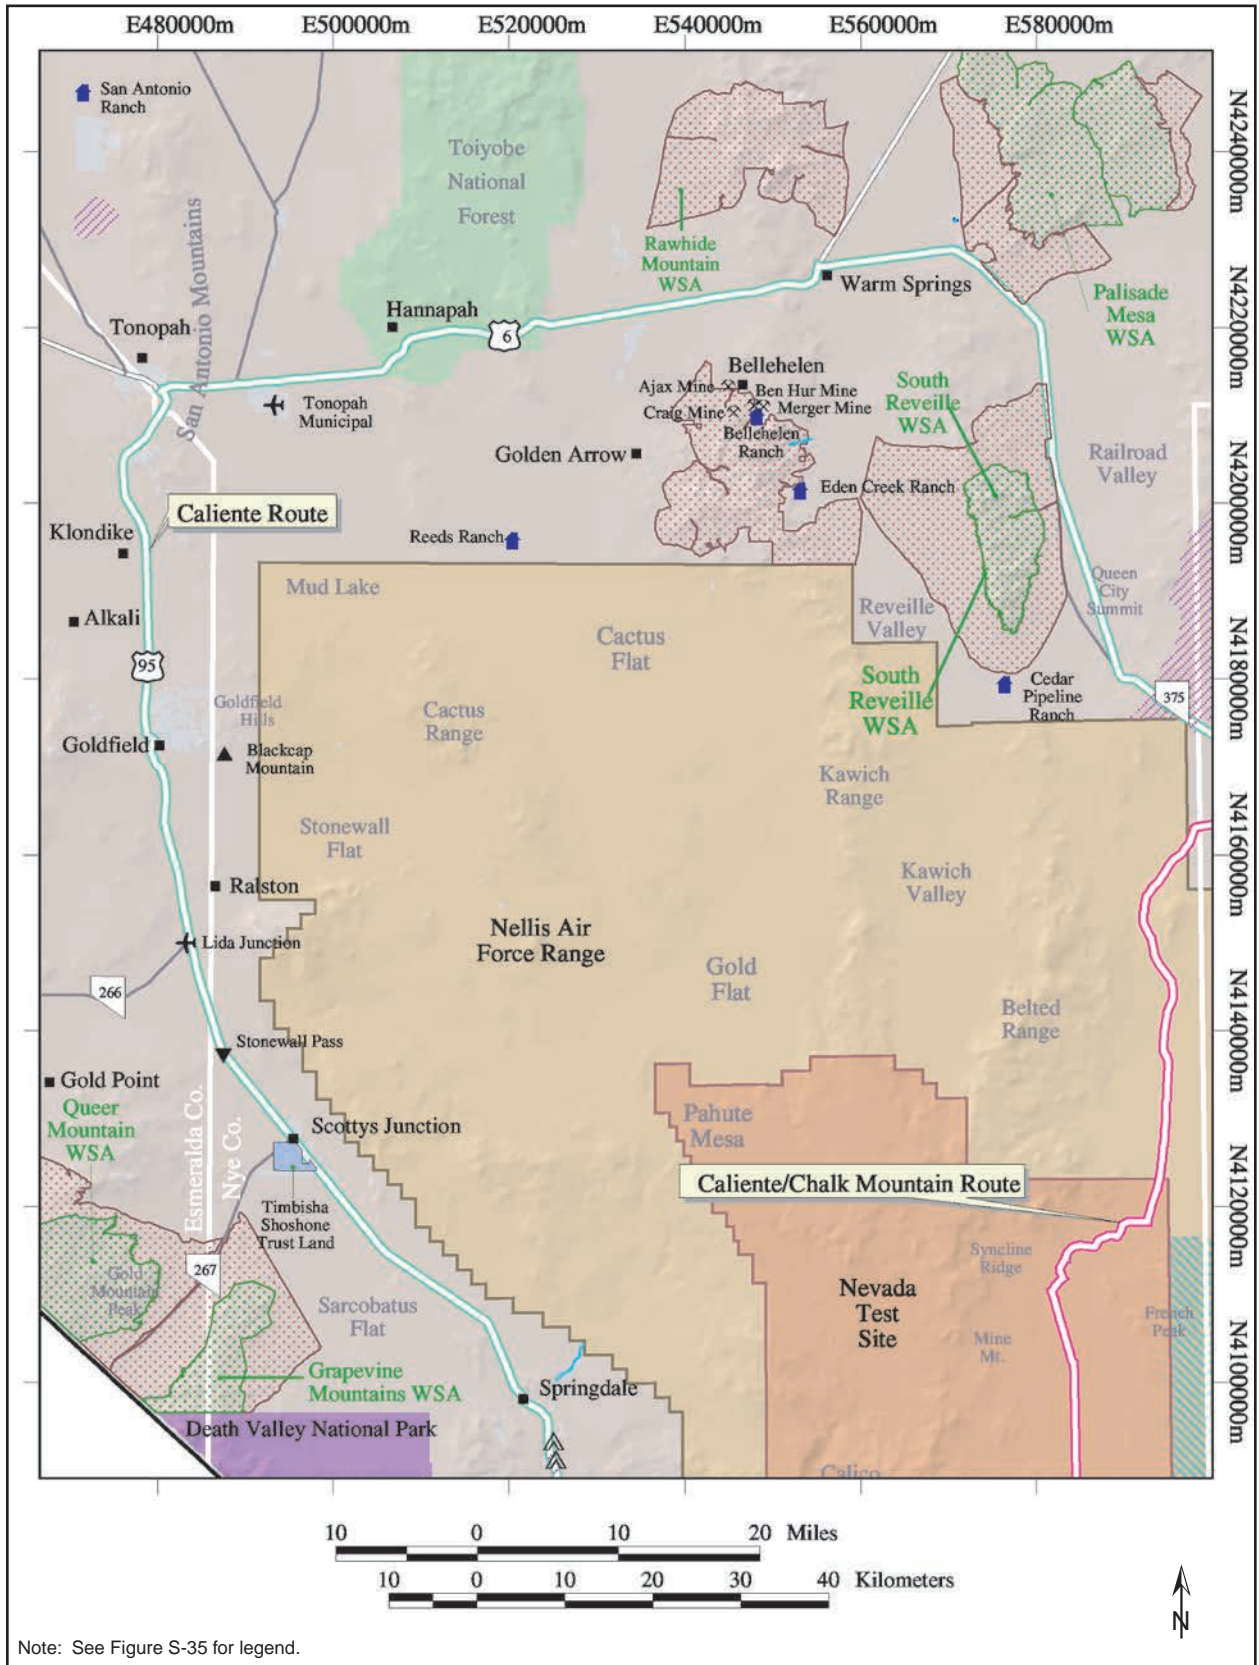 E480000m E500000m E520000m E540000m E560000m E580000m
San Antonio
Ranch
Toiyobe
National
Forest
N4240000m
San Antonio Mountains
Rawhide
Mountain
WSA
Warm Springs
Palisade
Mesa
WSA
N4220000m
Hannapah
Tonopah
6
Tonopah
Municipal
Bellehelen
Ajax Mine
Ben Hur Mine
Craig Mine
Merger Mine
Bellehelen
Ranch
South
Reveille
WSA
Railroad
Valley
Golden Arrow
Eden Creek Ranch
N4200000m
Caliente Route
Klondike
Reeds Ranch
Mud Lake
Queen
City
Summit
Reveille
Valley
Alkali
Cactus
Flat
95
South
Reveille
WSA
Cedar
Pipeline
Ranch
375
N4180000m
Goldfield
Hills
Cactus
Range
Goldfield
Blackcap
Mountain
Kawich
Range
Stonewall
Flat
N4160000m
Kawich
Valley
Ralston
Nellis Air
Force Range
Lida Junction
Gold
Flat
266
Belted
Range
N4140000m
Stonewall Pass
Gold Point
Queer
Mountain
WSA
Esmeralda Co.
Nye Co.
Scottys Junction
Pahute
Mesa
Caliente/Chalk Mountain Route
N4120000m
Timbisha
Shoshone
Trust Land
Syncline
Ridge
267
Gold
Mountain
Peak
Sarcobatus
Flat
Nevada
Test
Site
French
Peak
Mine
Mt.
Grapevine
Mountains WSA
Springdale
N4100000m
Death Valley National Park
Calico
10 0 10 20 Miles
10 0 10 20 30 40 Kilometers
N
Note: See Figure S-35 for legend.